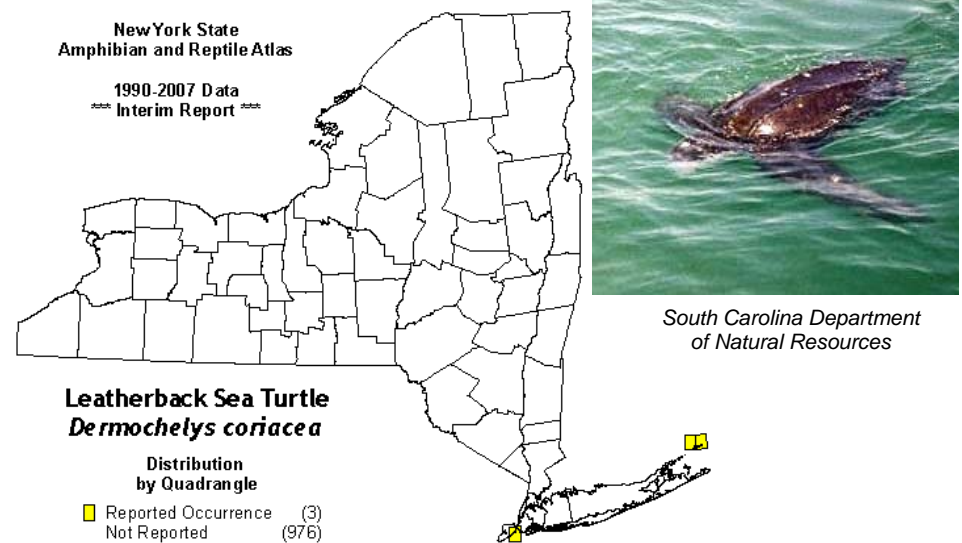 New York State
Amphibian and Reptile Atlas
1990-2007 Data
*** Interim Report ***
Leatherback Sea Turtle
Dermochelys coriacea
Distribution
by Quadrangle
Reported Occurrence (3)
Not Reported (976)
South Carolina Department
of Natural Resources